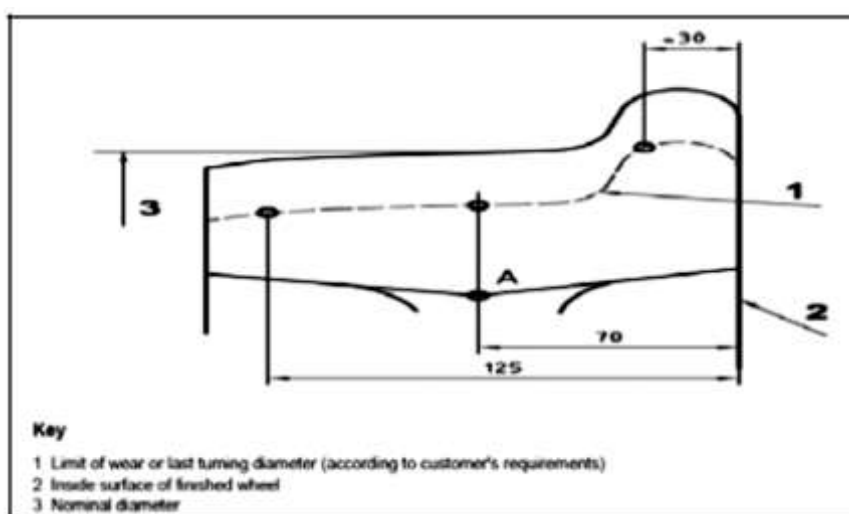 ≈30
3
1
A
2
70
125
Key
1 Limit of wear or last turning diameter (according to customer's requirements)
2 Inside surface of finished wheel
3 Nominal diameter